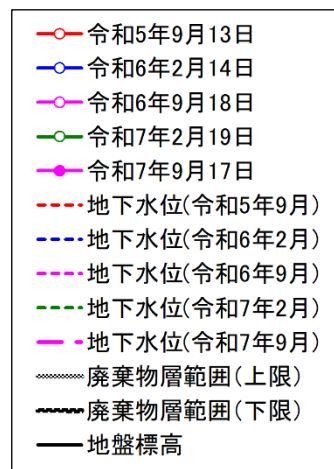 令和5年9月13日
令和6年2月14日
令和6年9月18日
令和7年2月19日
令和7年9月17日
地下水位(令和5年9月)
地下水位(令和6年2月)
地下水位(令和6年9月)
地下水位(令和7年2月)
地下水位(令和7年9月)
廃棄物層範囲(上限)
廃棄物層範囲(下限)
地盤標高